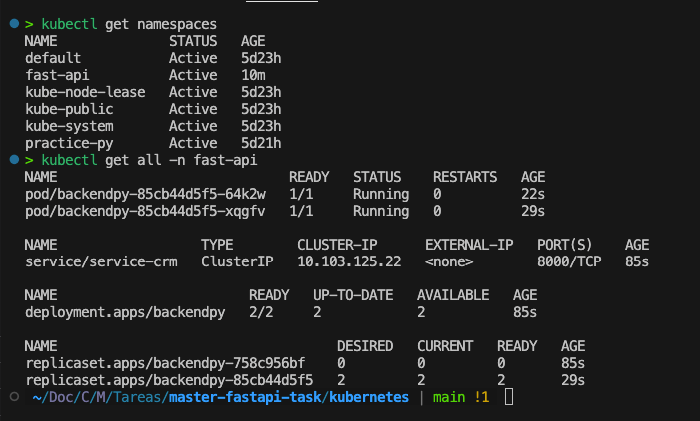 > kubectl get namespaces
NAME STATUS AGE
default Active 5d23h
fast-api Active 10m
kube-node-lease Active 5d23h
kube-public Active 5d23h
kube-system Active 5d23h
practice-py Active 5d21h
> kubectl get all -n fast-api
NAME READY STATUS RESTARTS AGE
pod/backendpy-85cb44d5f5-64k2w 1/1 Running 0 22s
pod/backendpy-85cb44d5f5-xqgfv 1/1 Running 0 29s
NAME TYPE CLUSTER-IP EXTERNAL-IP PORT(S) AGE
service/service-crm ClusterIP 10.103.125.22 <none> 8000/TCP 85s
NAME READY UP-TO-DATE AVAILABLE AGE
deployment.apps/backendpy 2/2 2 2 85s
NAME DESIRED CURRENT READY AGE
replicaset.apps/backendpy-758c956bf 0 0 0 85s
replicaset.apps/backendpy-85cb44d5f5 2 2 2 29s
~/Doc/C/M/Tareas/master-fastapi-task/kubernetes | main !1